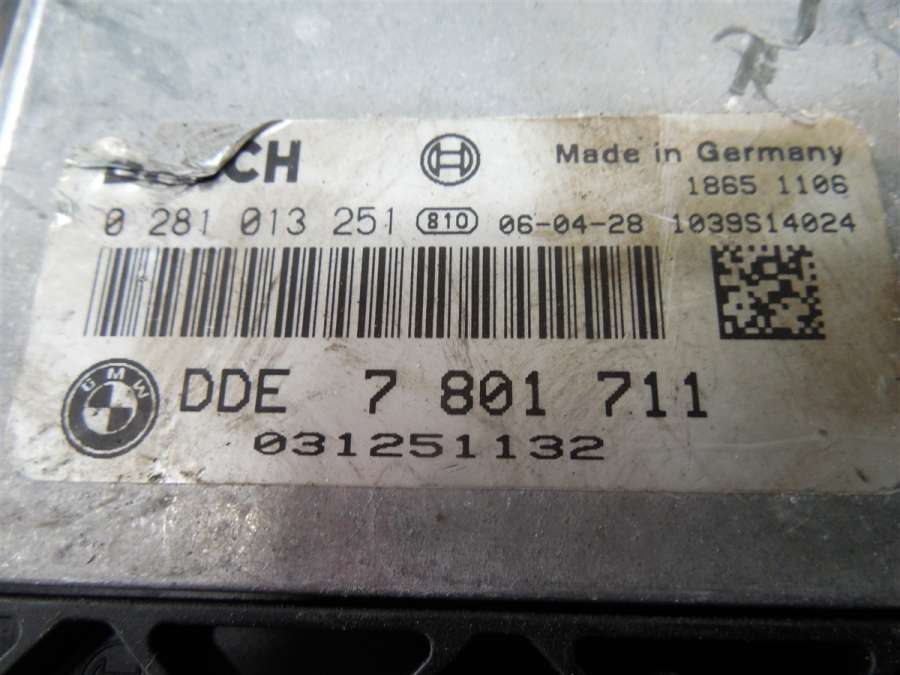 BOSCH
Made in Germany
1865 1106
0 281 013 251 810 06-04-28 1039S14024
BMW
DDE 7 801 711
031251132